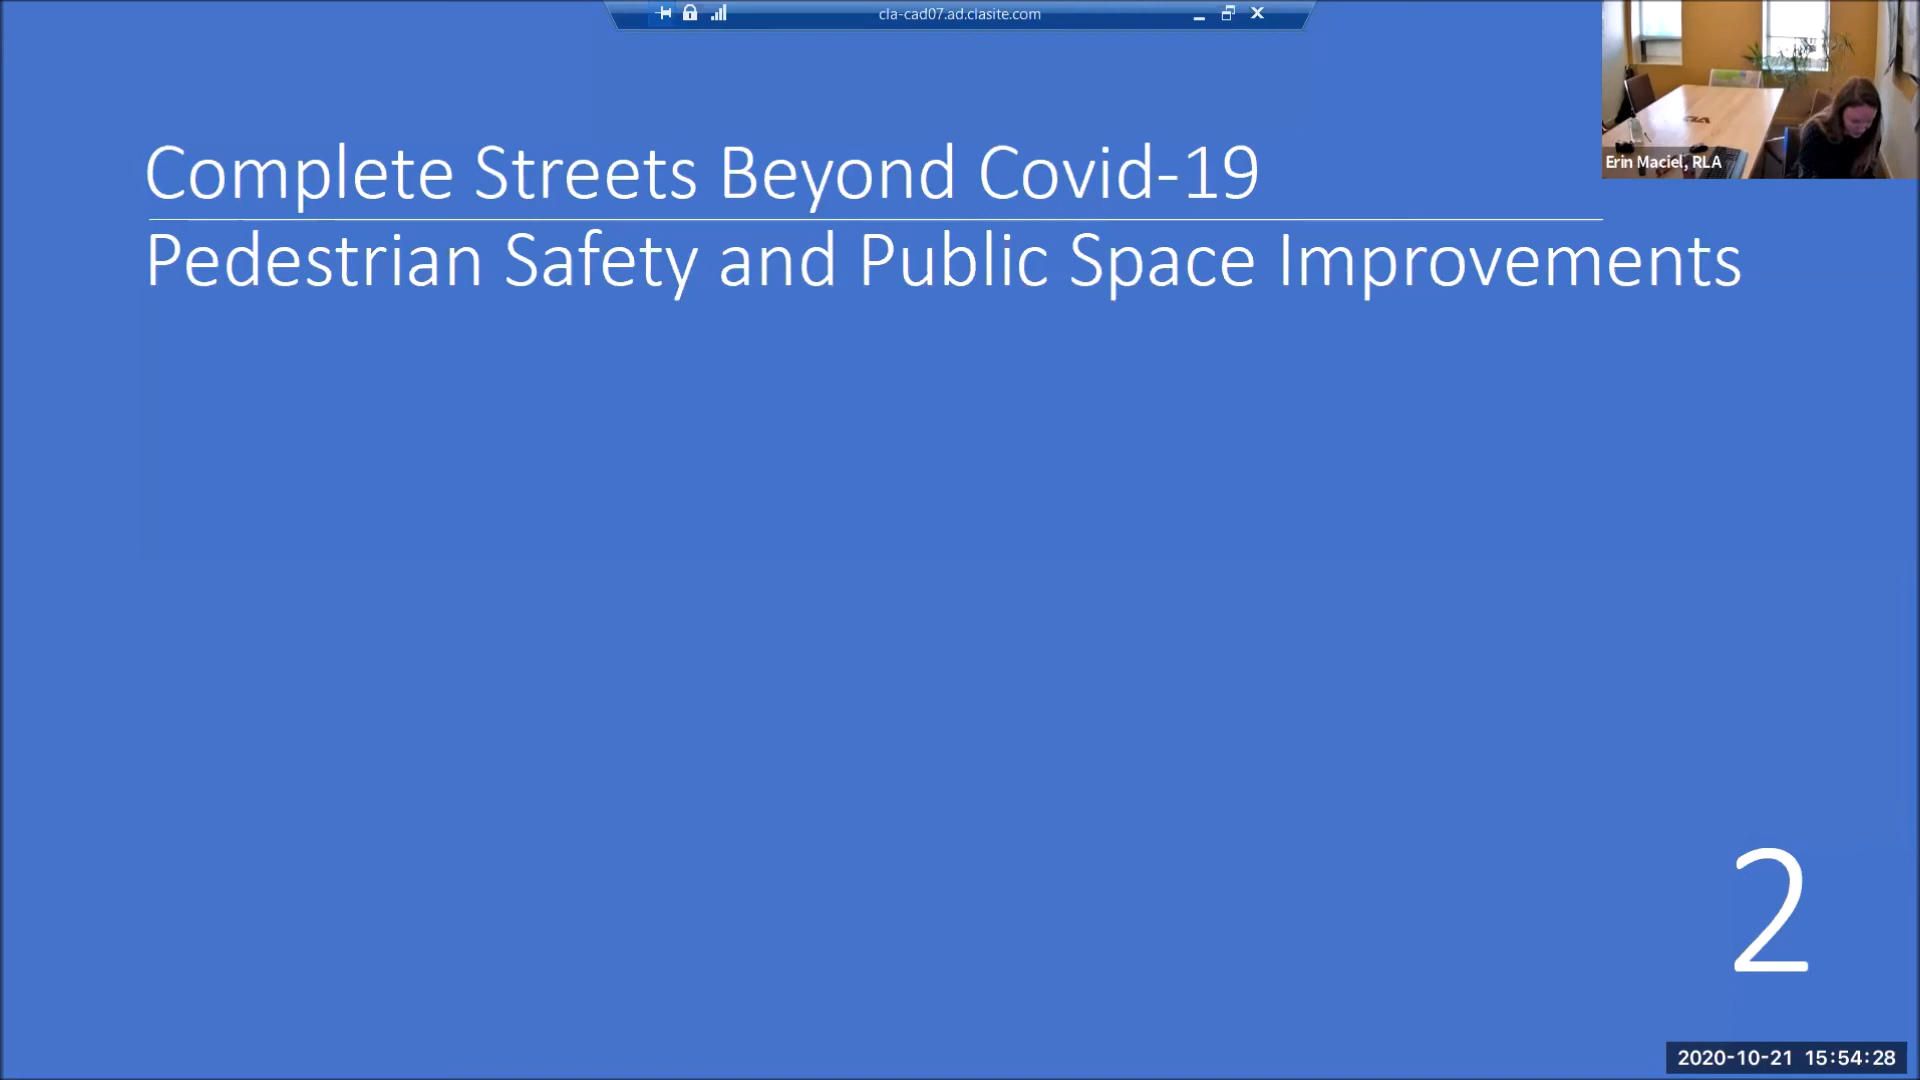 cla-cad07.ad.clasite.com
Erin Maciel, RLA
Complete Streets Beyond Covid-19
Pedestrian Safety and Public Space Improvements
2
2020-10-21 15:54:28